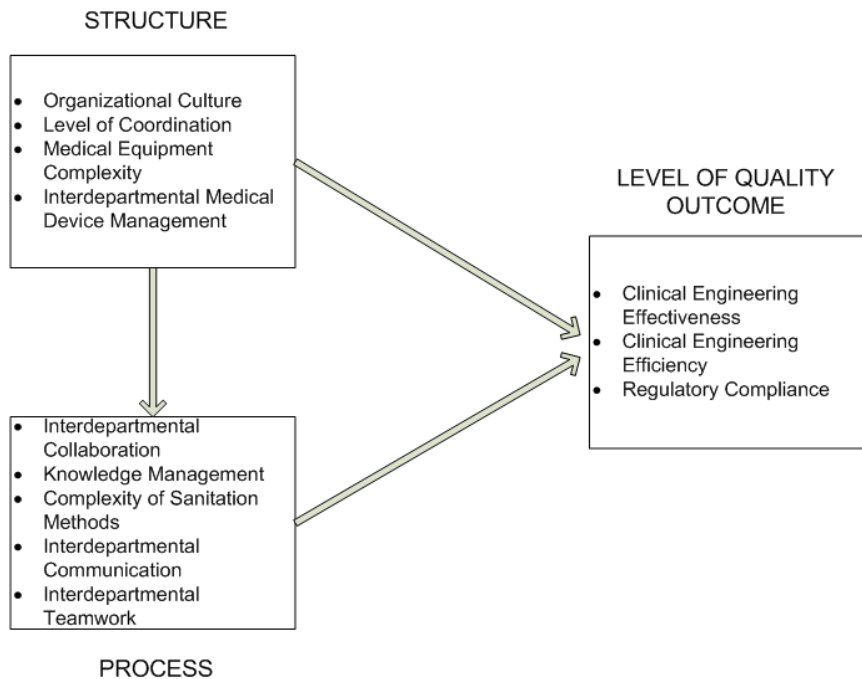 STRUCTURE
• Organizational Culture
• Level of Coordination
• Medical Equipment
Complexity
• Interdepartmental Medical
Device Management
LEVEL OF QUALITY
OUTCOME
• Clinical Engineering
Effectiveness
• Clinical Engineering
Efficiency
• Regulatory Compliance
• Interdepartmental
Collaboration
• Knowledge Management
• Complexity of Sanitation
Methods
• Interdepartmental
Communication
• Interdepartmental
Teamwork
PROCESS